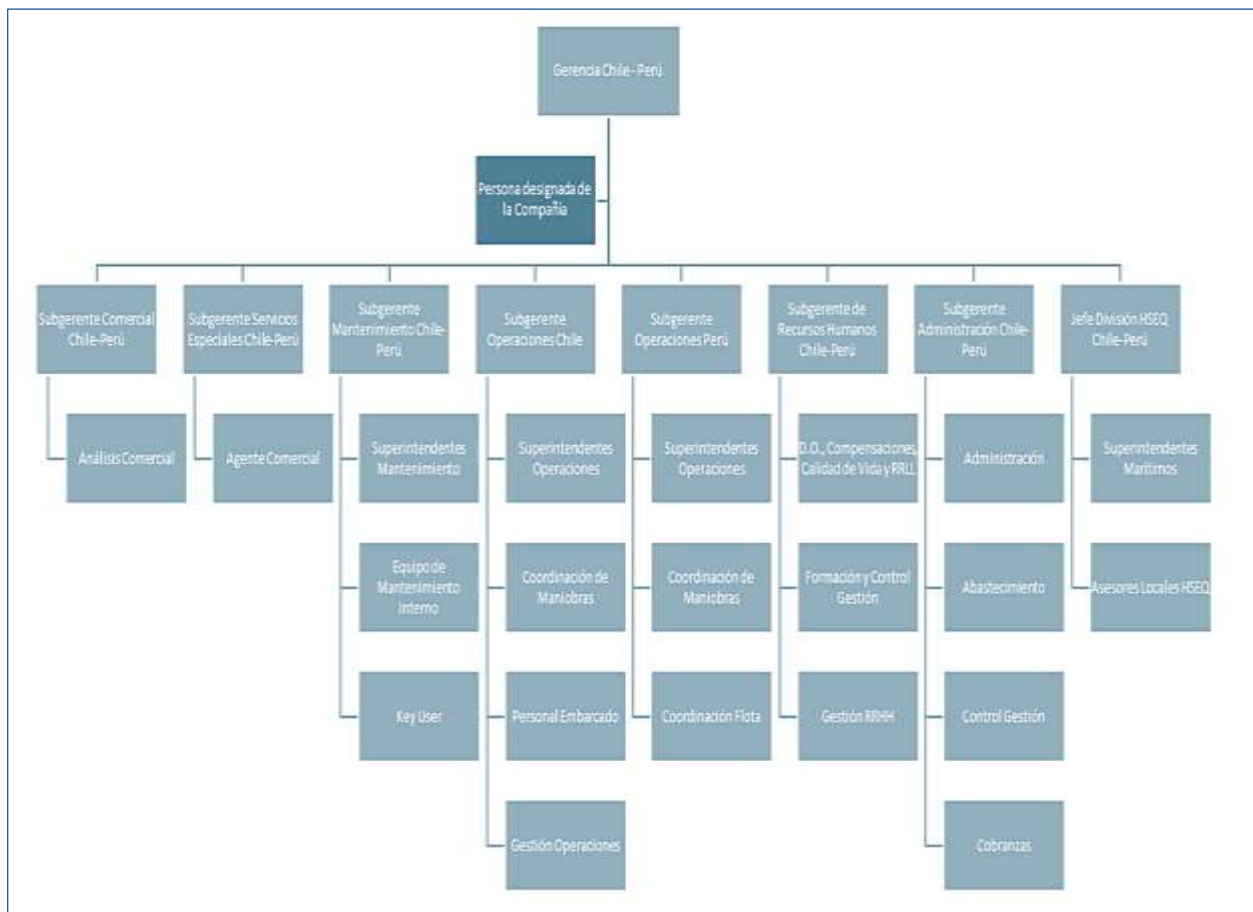 Gerencia Chile - Perú
Persona designada de
la Compañía
Subgerente Comercial
Chile-Perú
Subgerente Servicios
Especiales Chile-Perú
Subgerente
Mantenimiento Chile-
Perú
Subgerente
Operaciones Chile
Subgerente
Operaciones Perú
Subgerente de
Recursos Humanos
Chile-Perú
Subgerente
Administración Chile-
Perú
Jefe División HSEQ
Chile-Perú
Análisis Comercial
Agente Comercial
Superintendentes
Mantenimiento
Superintendentes
Operaciones
Superintendentes
Operaciones
D.O., Compensaciones,
Calidad de Vida y RRLL
Administración
Superintendentes
Marítimos
Equipo de
Mantenimiento
Interno
Coordinación de
Maniobras
Coordinación de
Maniobras
Formación y Control
Gestión
Abastecimiento
Asesores Locales HSEQ
Key User
Personal Embarcado
Coordinación Flota
Gestión RRHH
Control Gestión
Gestión Operaciones
Cobranzas